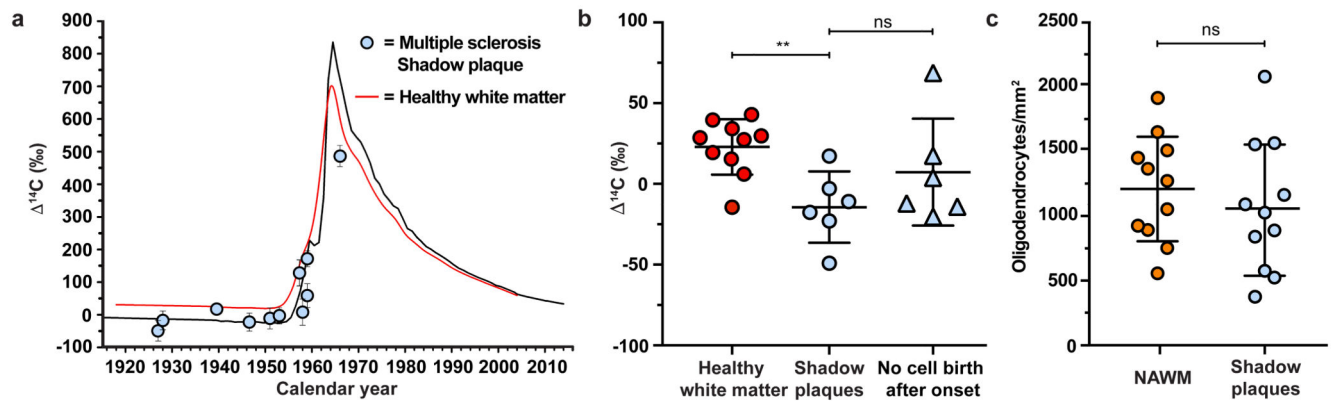 a
900
800
700
600
500
400
300
200
100
0
-100
Δ¹⁴C (‰)
= Multiple sclerosis
Shadow plaque
= Healthy white matter
1920 1930 1940 1950 1960 1970 1980 1990 2000 2010
Calendar year
b
100
50
0
-50
-100
Δ¹⁴C (‰)
**
ns
Healthy
white matter
Shadow
plaques
No cell birth
after onset
c
2500
2000
1500
1000
500
0
Oligodendrocytes/mm²
ns
NAWM
Shadow
plaques